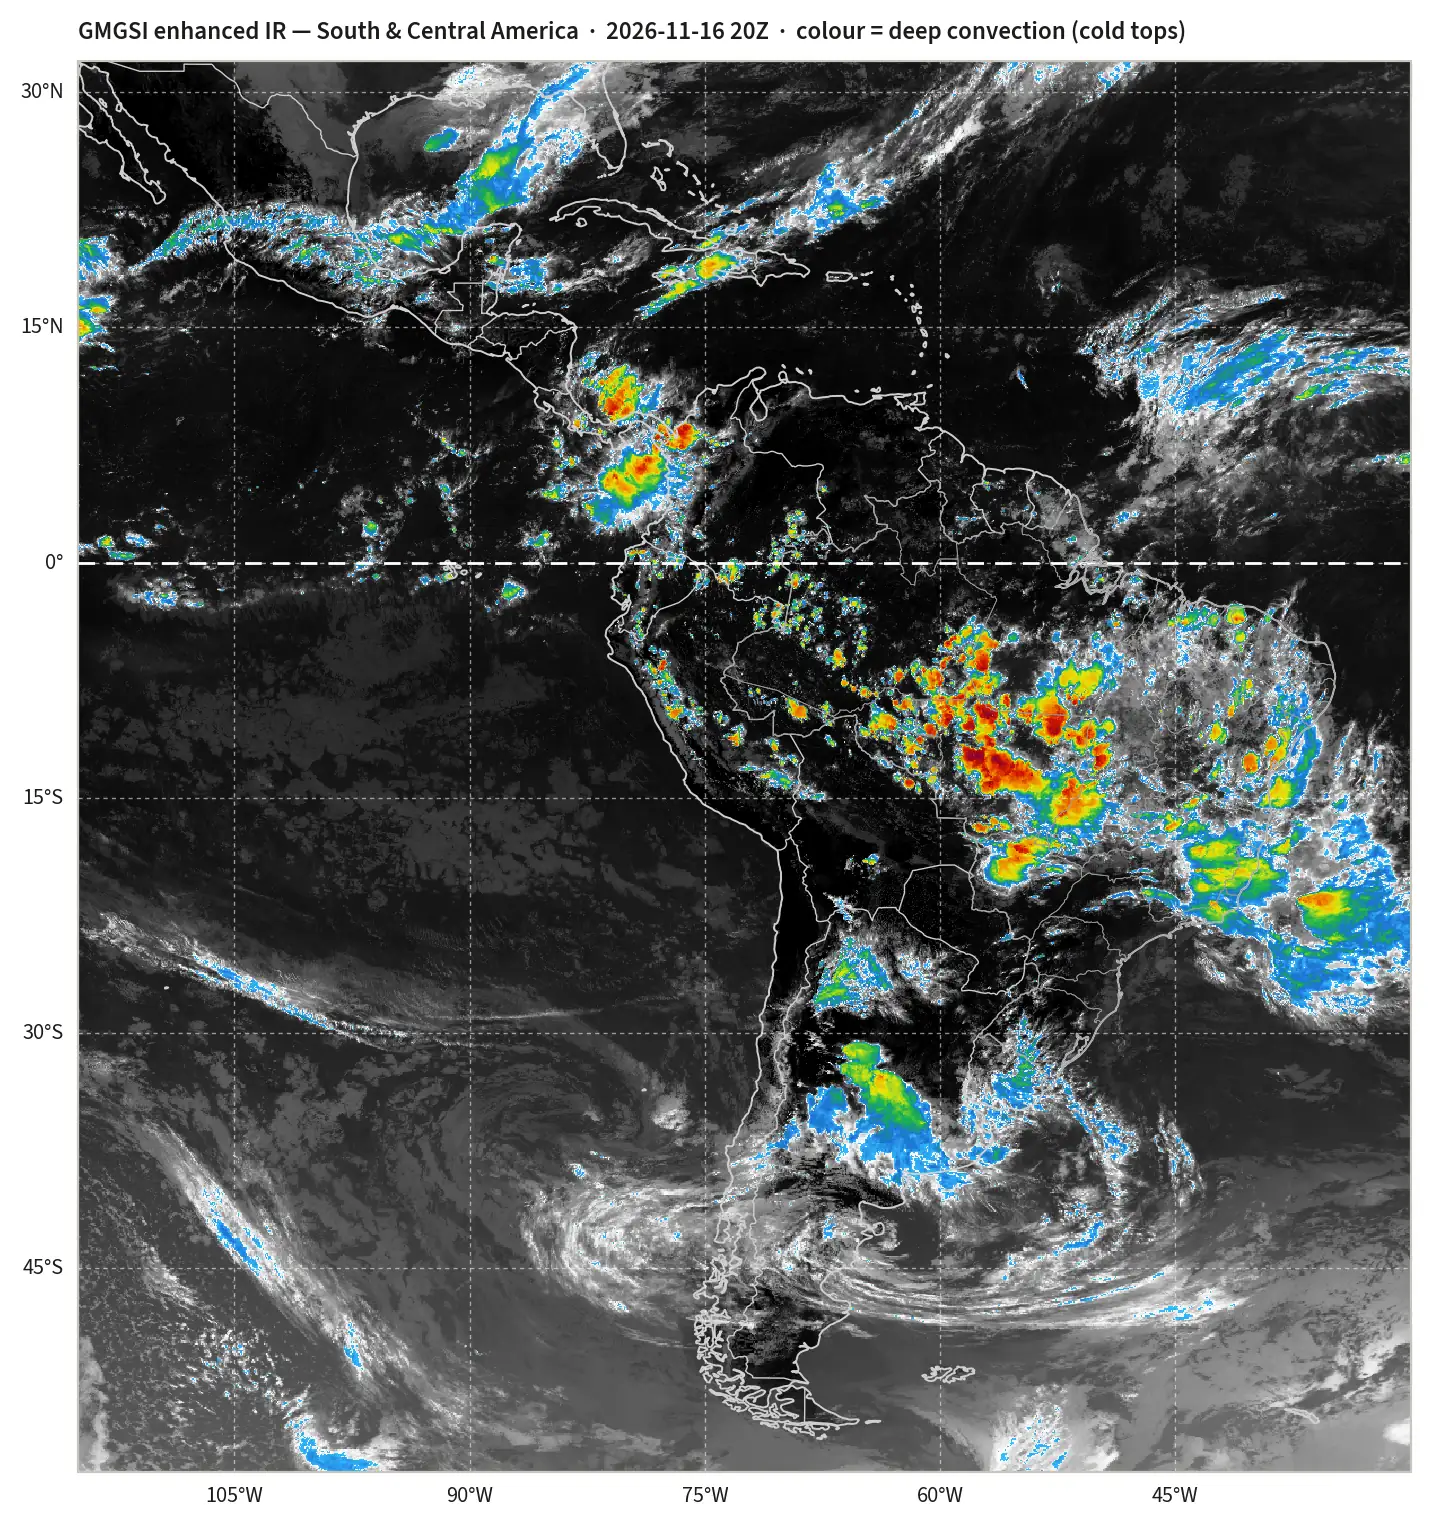 GMGSI enhanced IR — South & Central America · 2026-11-16 20Z · colour = deep convection (cold tops)
30°N
15°N
0°
15°S
30°S
45°S
105°W
90°W
75°W
60°W
45°W